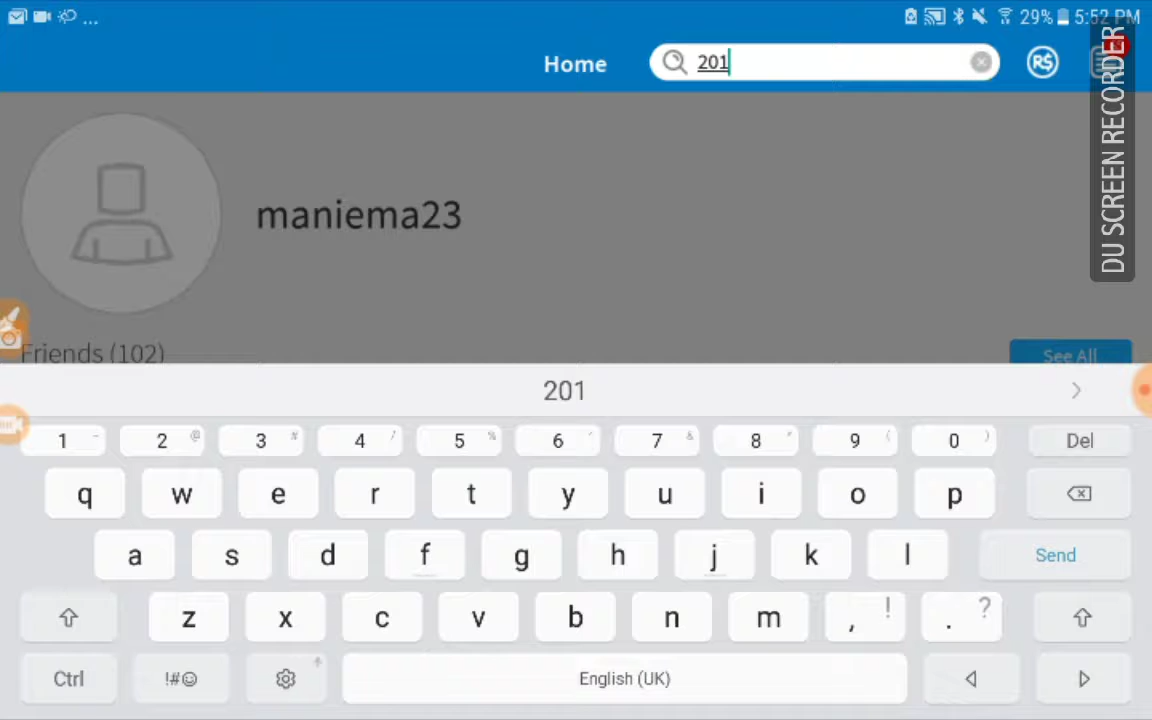 ... 29% 5:52 PM
Home 201 R$
DU SCREEN RECORDER
maniema23
Friends (102) See All
201
1 - 2 @ 3 # 4 / 5 % 6 ^ 7 & 8 * 9 ( 0 ) Del
q w e r t y u i o p
a s d f g h j k l Send
z x c v b n m , ! . ?
Ctrl !#☺ English (UK)